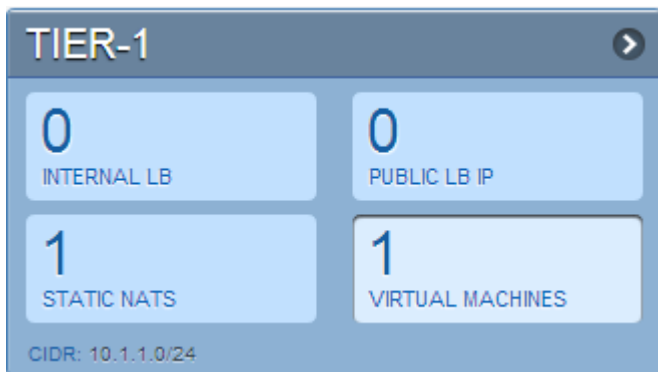 TIER-1
0
INTERNAL LB
0
PUBLIC LB IP
1
STATIC NATS
1
VIRTUAL MACHINES
CIDR: 10.1.1.0/24